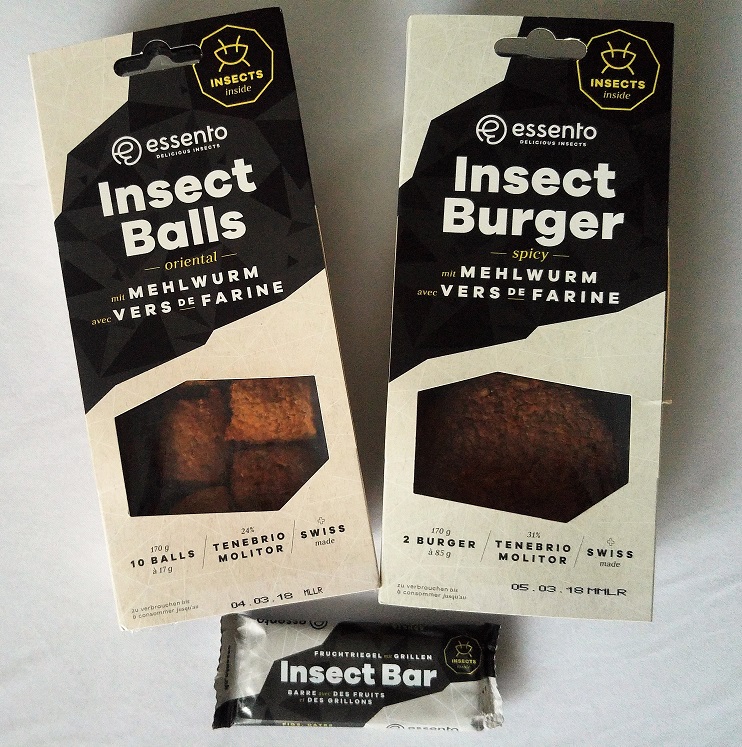 INSECTS
inside
essento
DELICIOUS INSECTS
Insect
Balls
oriental
mit MEHLWURM
avec VERS DE FARINE
170 g
10 BALLS
à 17 g
24%
TENEBRIO
MOLITOR
SWISS
made
zu verbrauchen bis
à consommer jusqu'au
04.03.18 MLLR
INSECTS
inside
essento
DELICIOUS INSECTS
Insect
Burger
spicy
mit MEHLWURM
avec VERS DE FARINE
170 g
2 BURGER
à 85 g
31%
TENEBRIO
MOLITOR
SWISS
made
zu verbrauchen bis
à consommer jusqu'au
05.03.18 MMLR
essento
FRUCHTRIEGEL mit GRILLEN
Insect Bar
BARRE avec DES FRUITS
et DES GRILLONS
INSECTS
inside
FIGS, DATES
essento